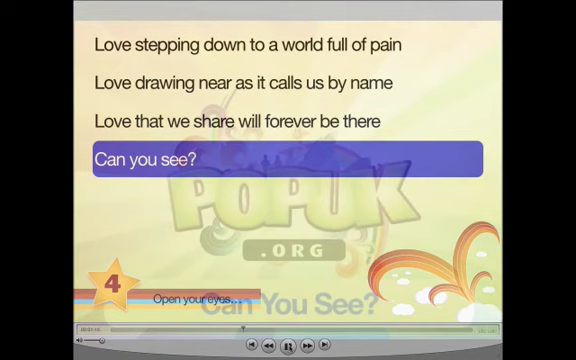 Love stepping down to a world full of pain
Love drawing near as it calls us by name
Love that we share will forever be there
Can you see?
POPUK
.ORG
4
Open your eyes...
Can You See?